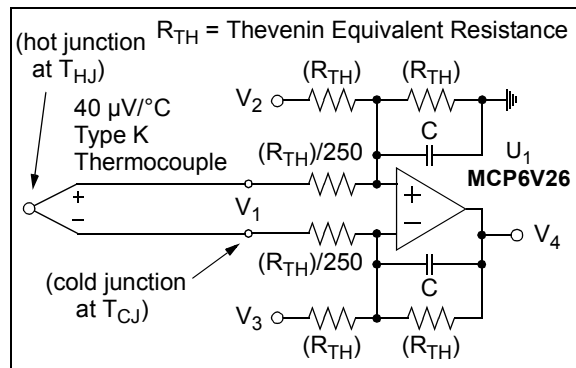 R_TH = Thevenin Equivalent Resistance
(hot junction
at T_HJ)
40 µV/°C
Type K
Thermocouple
(R_TH)
(R_TH)
V_2
C
(R_TH)/250
U_1
MCP6V26
+
−
V_1
+
−
V_4
(R_TH)/250
C
(cold junction
at T_CJ)
V_3
(R_TH)
(R_TH)